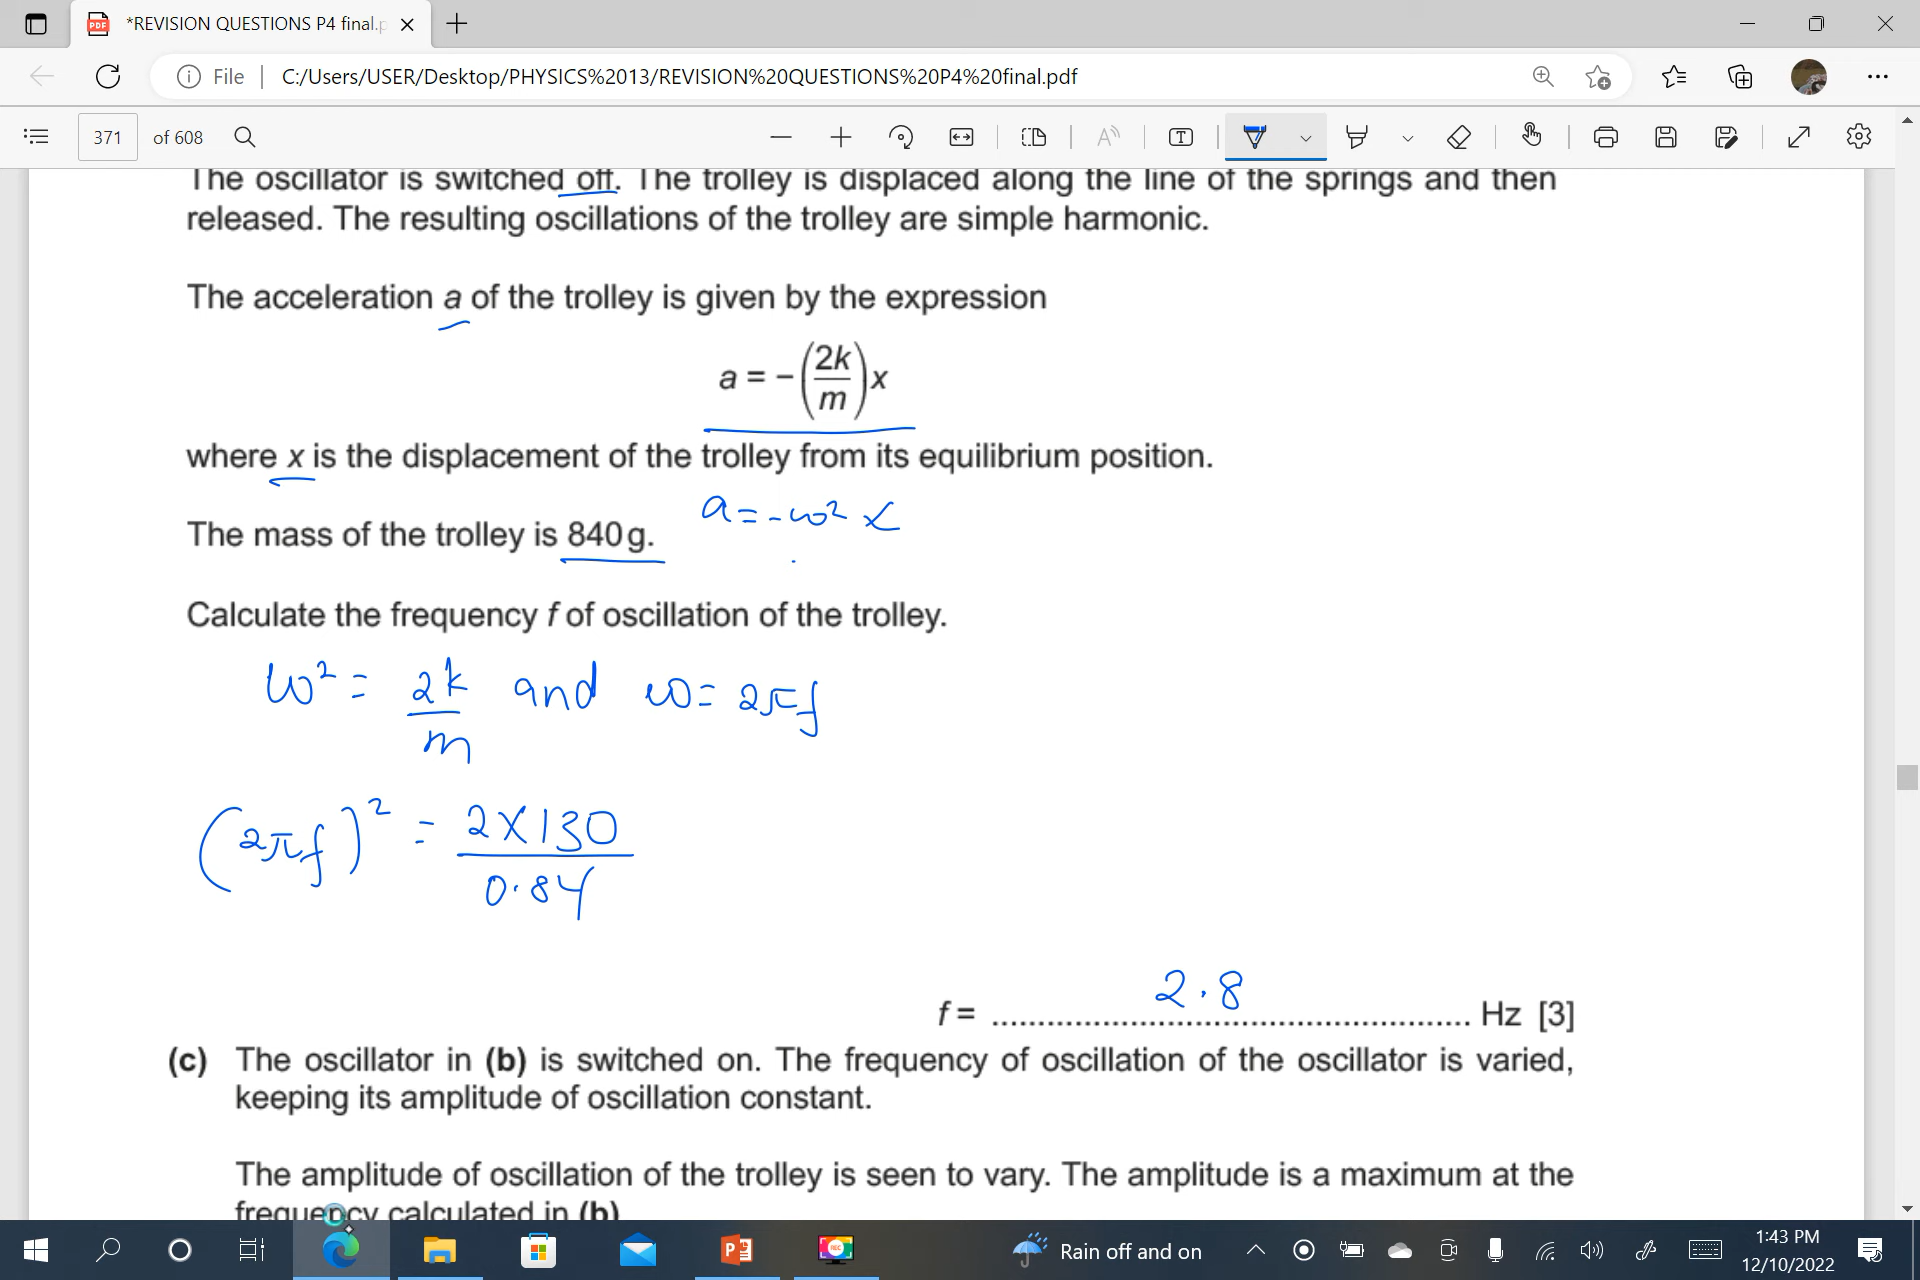 *REVISION QUESTIONS P4 final.p
File C:/Users/USER/Desktop/PHYSICS%2013/REVISION%20QUESTIONS%20P4%20final.pdf
371 of 608
The oscillator is switched off. The trolley is displaced along the line of the springs and then
released. The resulting oscillations of the trolley are simple harmonic.
The acceleration a of the trolley is given by the expression
a = −(2k/m)x
where x is the displacement of the trolley from its equilibrium position.
a = -ω² x
The mass of the trolley is 840 g.
Calculate the frequency f of oscillation of the trolley.
ω² = 2k/m and ω = 2πf
(2πf)² = 2×130/0.84
2.8
f = ........................................................ Hz [3]
(c) The oscillator in (b) is switched on. The frequency of oscillation of the oscillator is varied,
keeping its amplitude of oscillation constant.
The amplitude of oscillation of the trolley is seen to vary. The amplitude is a maximum at the
frequency calculated in (b)
Rain off and on
1:43 PM
12/10/2022